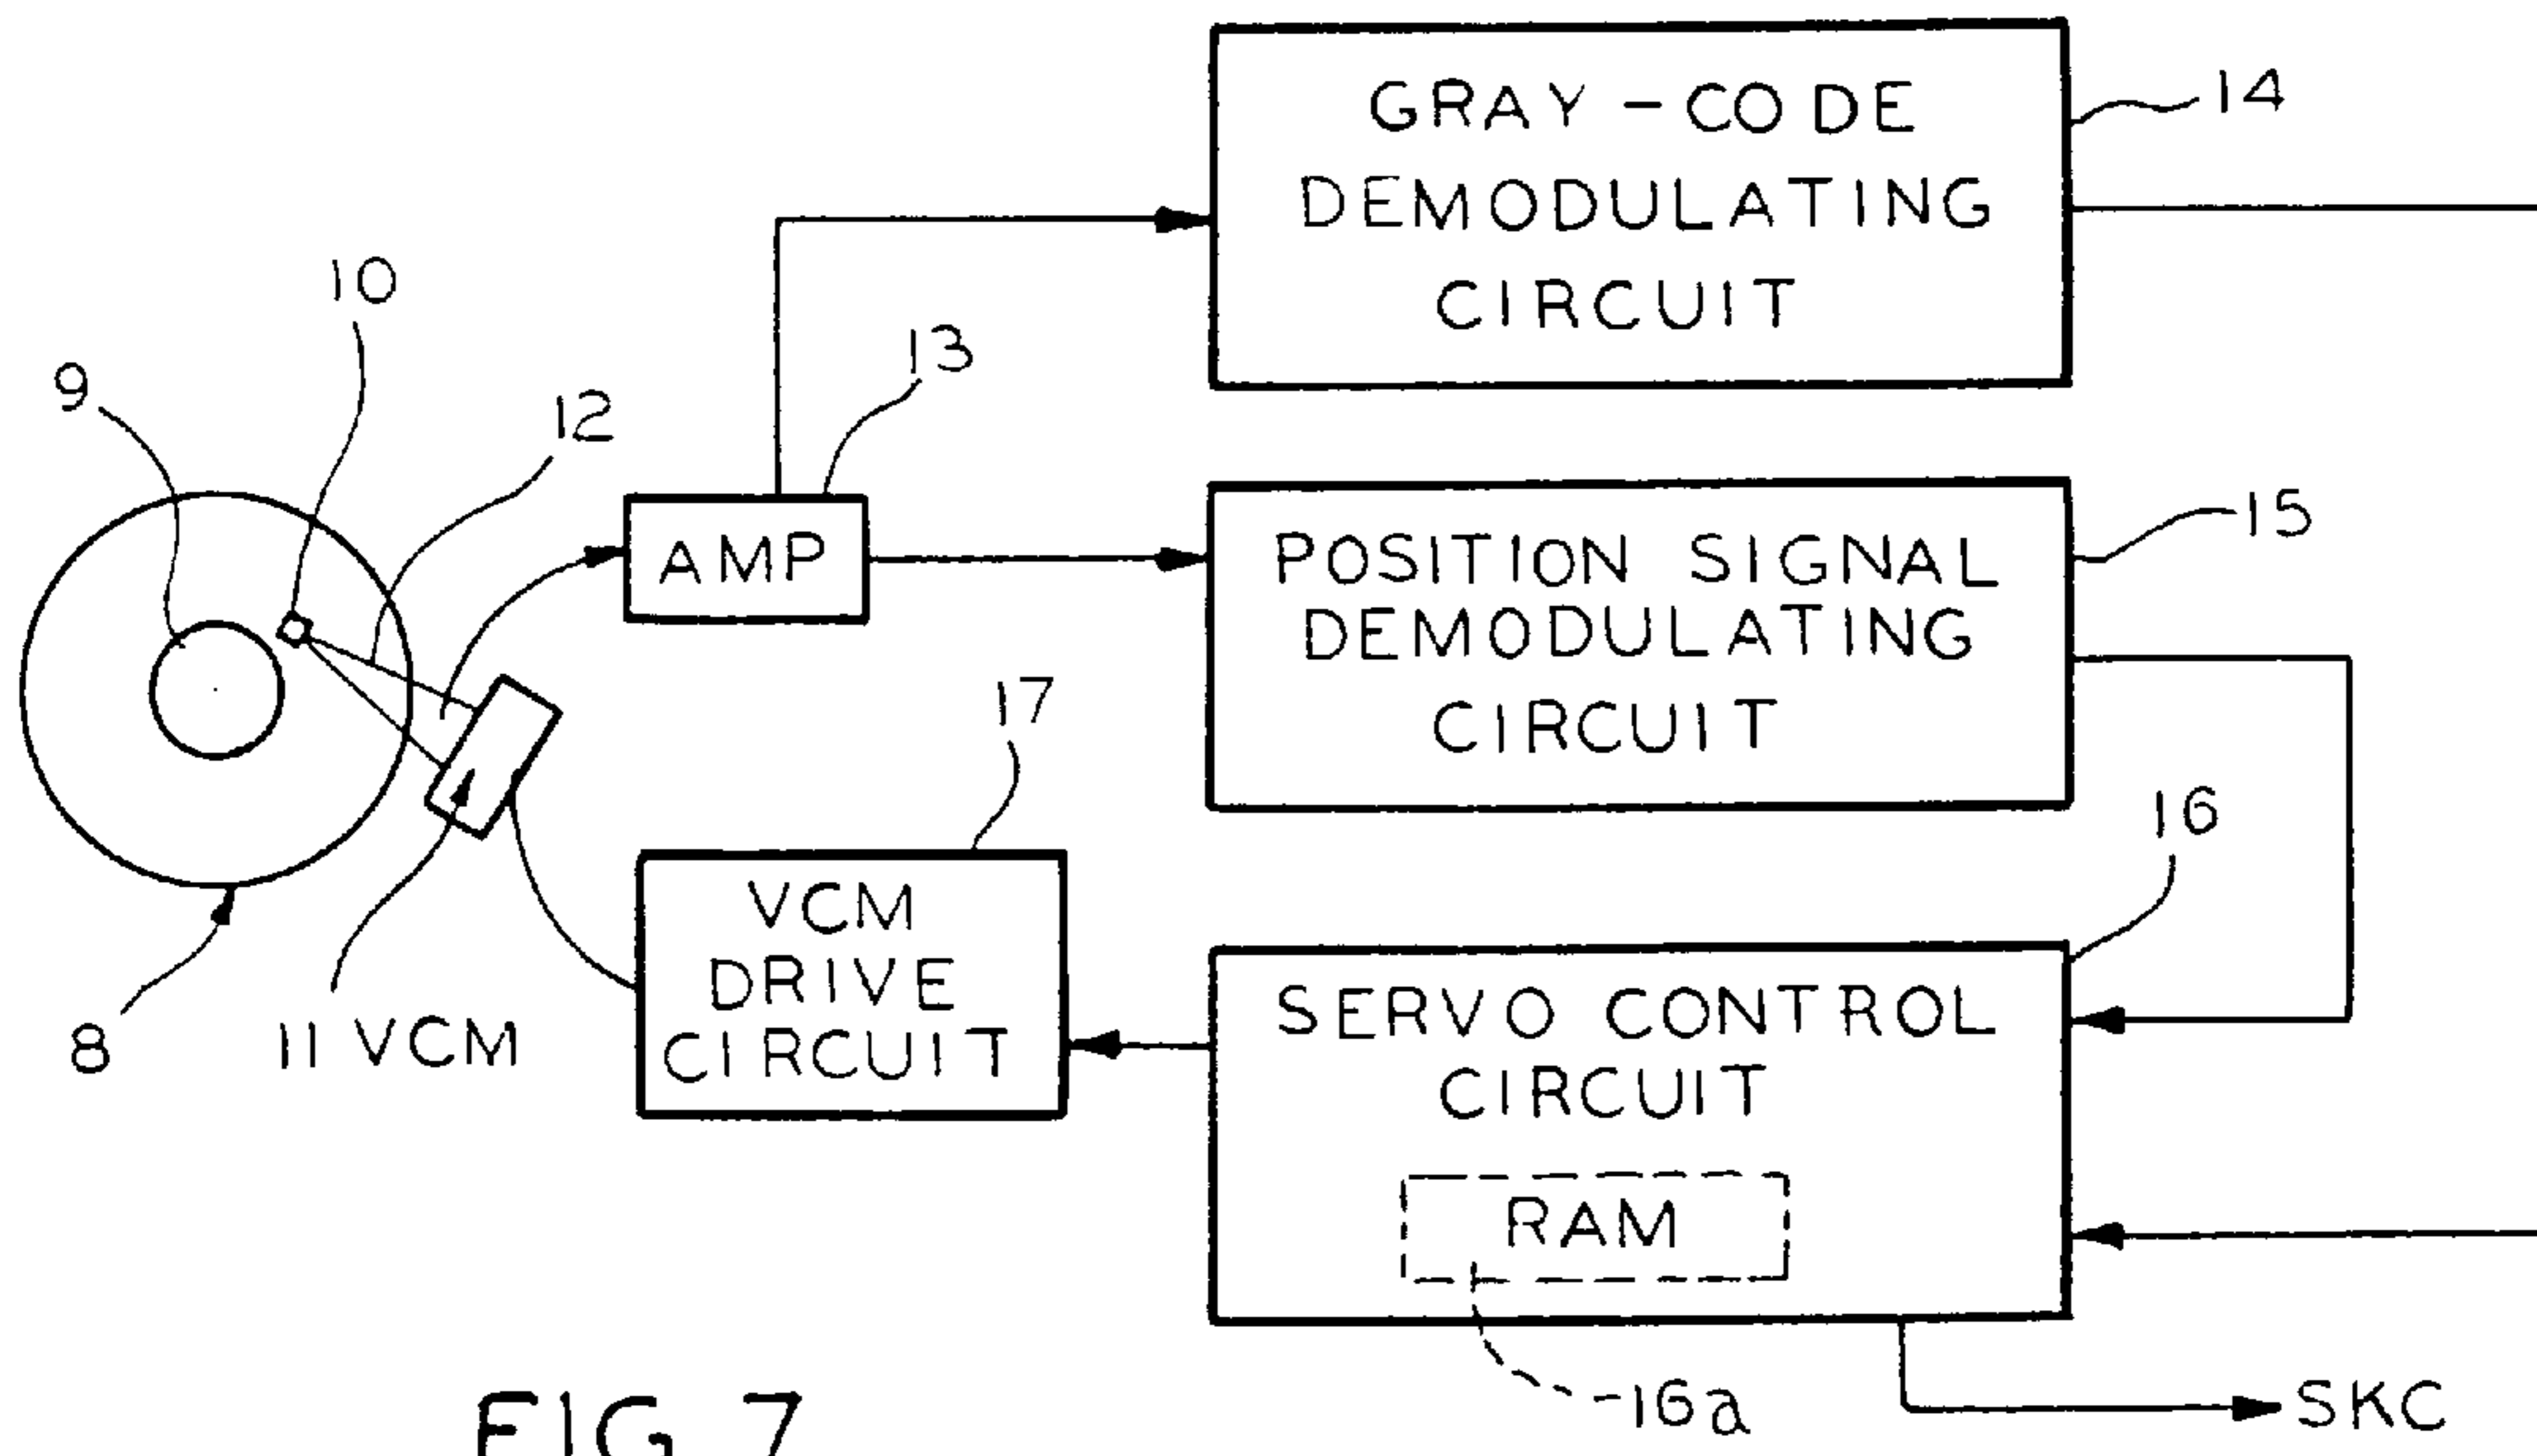 GRAY-CODE
DEMODULATING
CIRCUIT
14
10
13
9
12
AMP
POSITION SIGNAL
DEMODULATING
CIRCUIT
15
17
16
VCM
DRIVE
CIRCUIT
SERVO CONTROL
CIRCUIT
8
11 VCM
RAM
16a
SKC
FIG 7